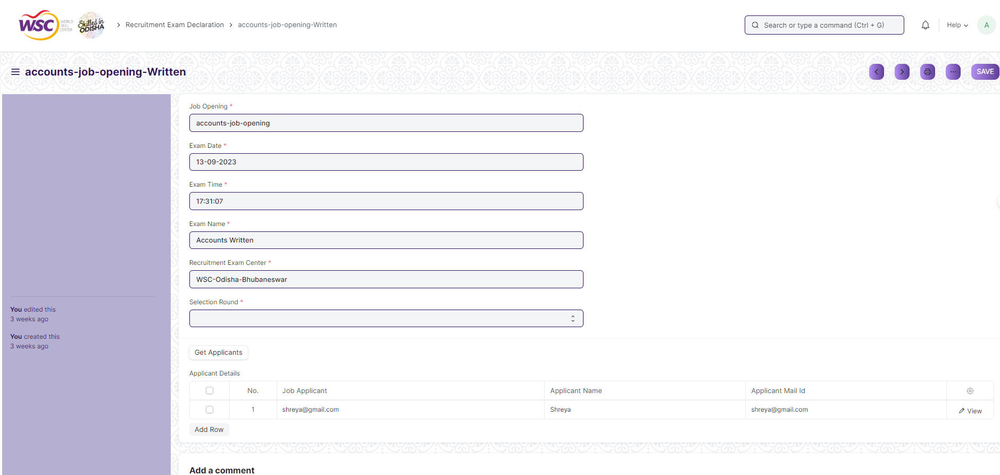 WSC WORLD SKILL CENTER Skilled in ODISHA Recruitment Exam Declaration accounts-job-opening-Written Search or type a command (Ctrl + G) Help A
accounts-job-opening-Written SAVE
Job Opening *
accounts-job-opening
Exam Date *
13-09-2023
Exam Time *
17:31:07
Exam Name *
Accounts Written
Recruitment Exam Center *
WSC-Odisha-Bhubaneswar
Selection Round *
You edited this
3 weeks ago
You created this
3 weeks ago
Get Applicants
Applicant Details
No. Job Applicant Applicant Name Applicant Mail Id
1 shreya@gmail.com Shreya shreya@gmail.com View
Add Row
Add a comment